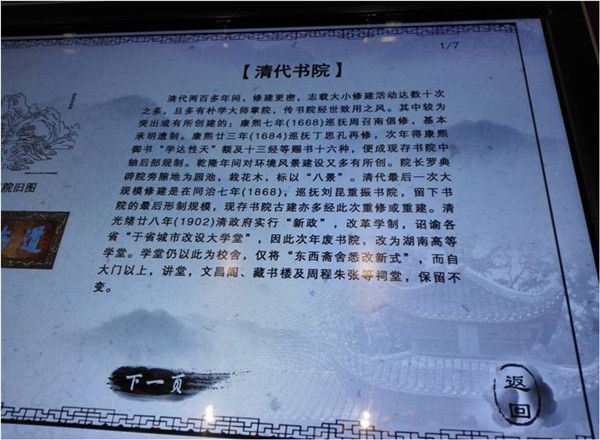 1/7
【清代书院】
清代两百多年间，修建更密，志载大小修建活动达数十次
之多，且多有朴学大师掌院，传书院经世致用之风。其中较为
突出或有所创建的：康熙七年(1668)巡抚周召南倡修，基本
承明遗制。康熙廿三年(1684)巡抚丁思孔再修，次年得康熙
御书“学达性天”额及十三经等赐书十六种，便成现存书院中
轴后部规制。乾隆年间对环境风景建设又多有所创。院长罗典
辟院旁隙地为园池，栽花木，标以“八景”。清代最后一次大
规模修建是在同治七年(1868)，巡抚刘昆重振书院，留下书
院的最后形制规模，现存书院古建亦多经此次重修或重建。清
光绪廿八年(1902)清政府实行“新政”，改革学制，诏谕各
省“于省城市改设大学堂”，因此次年废书院，改为湖南高等
学堂。学堂仍以此为校舍，仅将“东西斋舍悉改新式”，而自
大门以上，讲堂，文昌阁、藏书楼及周程朱张等祠堂，保留不
变。
院旧图
道
下一页
返回